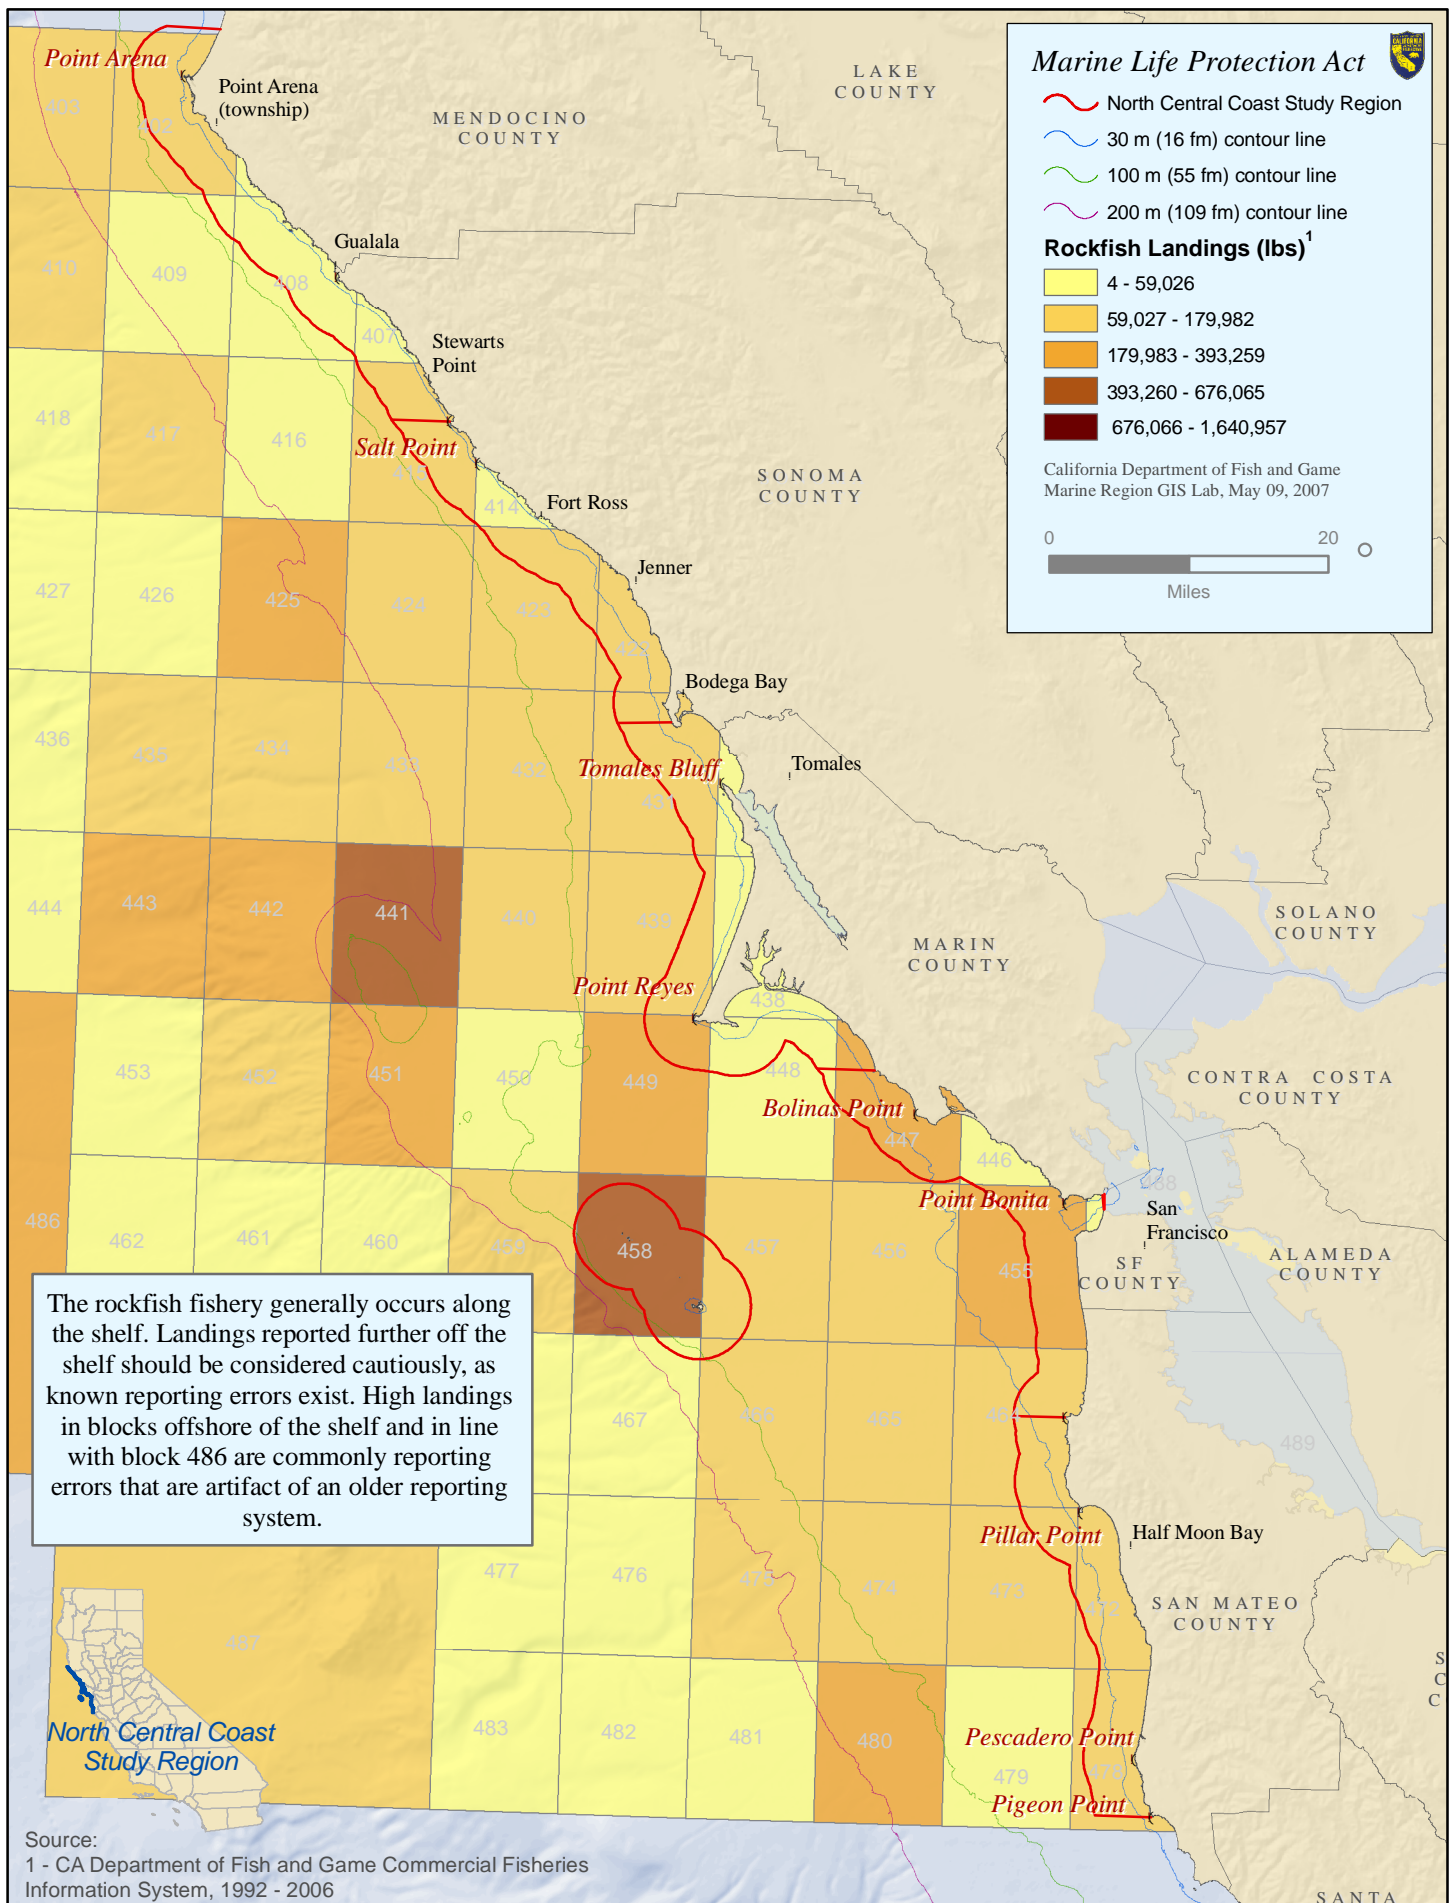 Marine Life Protection Act
North Central Coast Study Region
30 m (16 fm) contour line
100 m (55 fm) contour line
200 m (109 fm) contour line
Rockfish Landings (lbs)1
4 - 59,026
59,027 - 179,982
179,983 - 393,259
393,260 - 676,065
676,066 - 1,640,957
California Department of Fish and Game
Marine Region GIS Lab, May 09, 2007
0 20
Miles
Point Arena
Point Arena
(township)
403
402
LAKE
COUNTY
MENDOCINO
COUNTY
Gualala
410
409
408
407
Stewarts
Point
418
417
416
Salt Point
415
414
Fort Ross
SONOMA
COUNTY
Jenner
427
426
425
424
423
422
Bodega Bay
436
435
434
433
432
Tomales Bluff
431
Tomales
444
443
442
441
440
439
SOLANO
COUNTY
MARIN
COUNTY
Point Reyes
438
453
452
451
450
449
448
Bolinas Point
447
446
CONTRA COSTA
COUNTY
Point Bonita
488
San
Francisco
SF
COUNTY
ALAMEDA
COUNTY
486
462
461
460
459
458
457
456
455
The rockfish fishery generally occurs along
the shelf. Landings reported further off the
shelf should be considered cautiously, as
known reporting errors exist. High landings
in blocks offshore of the shelf and in line
with block 486 are commonly reporting
errors that are artifact of an older reporting
system.
467
466
465
464
489
Pillar Point
Half Moon Bay
477
476
475
474
473
472
SAN MATEO
COUNTY
487
S
C
C
North Central Coast
Study Region
483
482
481
480
479
478
Pescadero Point
Pigeon Point
Source:
1 - CA Department of Fish and Game Commercial Fisheries
Information System, 1992 - 2006
SANTA